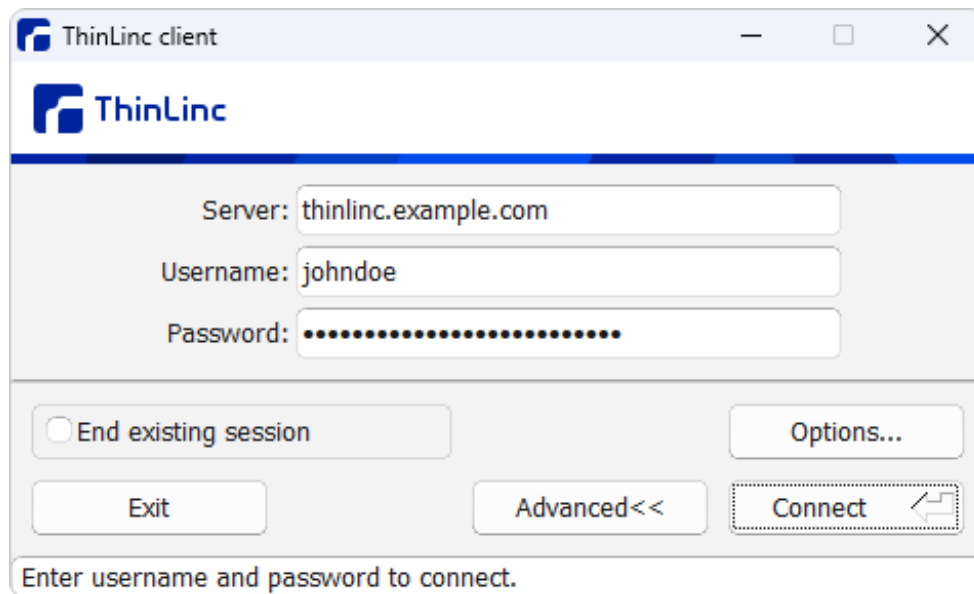 ThinLinc client
ThinLinc
Server: thinlinc.example.com
Username: johndoe
Password: ••••••••••••••••••••••••••
End existing session
Options...
Exit
Advanced<<
Connect
Enter username and password to connect.